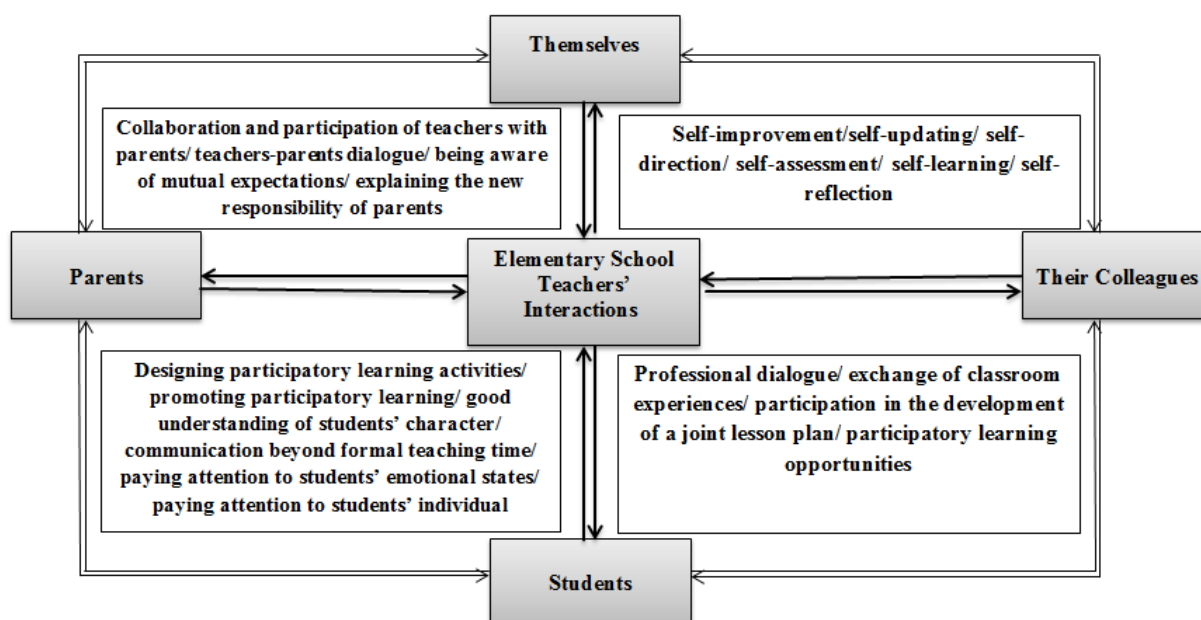 Themselves
Collaboration and participation of teachers with
parents/ teachers-parents dialogue/ being aware
of mutual expectations/ explaining the new
responsibility of parents
Self-improvement/self-updating/ self-
direction/ self-assessment/ self-learning/ self-
reflection
Parents
Elementary School
Teachers’
Interactions
Their Colleagues
Designing participatory learning activities/
promoting participatory learning/ good
understanding of students’ character/
communication beyond formal teaching time/
paying attention to students’ emotional states/
paying attention to students’ individual
Professional dialogue/ exchange of classroom
experiences/ participation in the development
of a joint lesson plan/ participatory learning
opportunities
Students